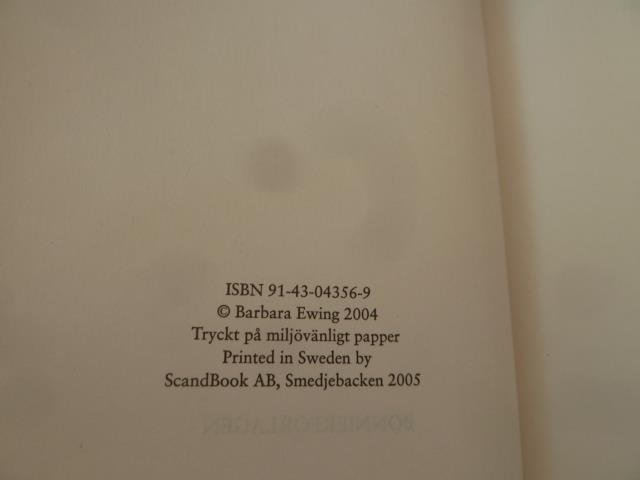 ISBN 91-43-04356-9
© Barbara Ewing 2004
Tryckt på miljövänligt papper
Printed in Sweden by
ScandBook AB, Smedjebacken 2005
BONNIERFÖRLAGEN